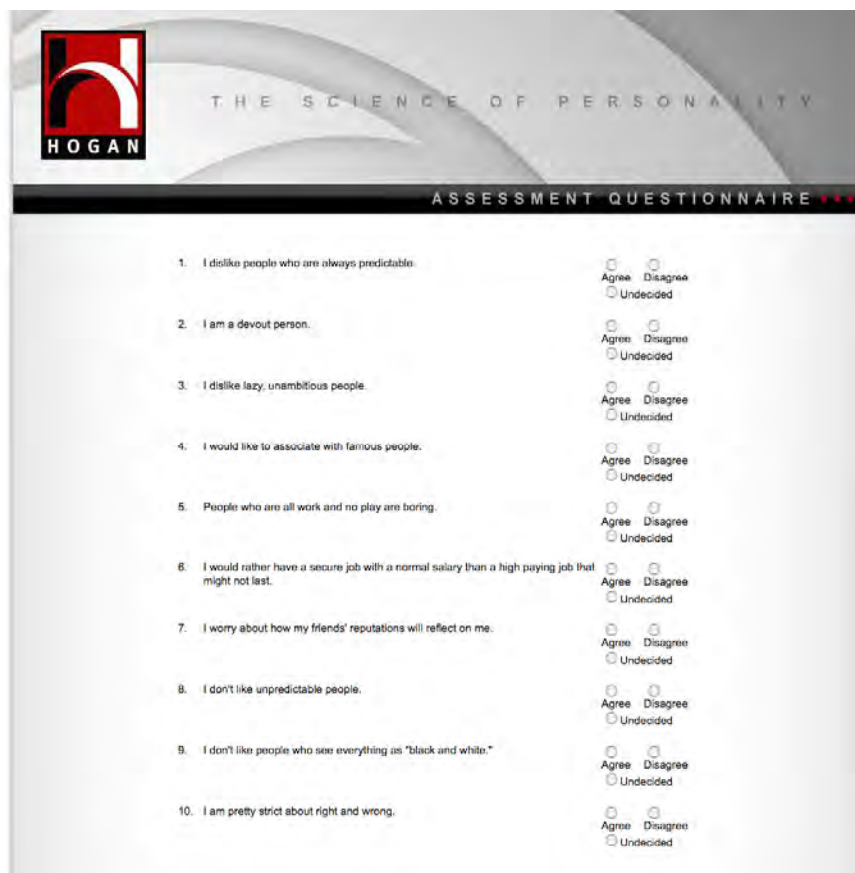 HOGAN
THE SCIENCE OF PERSONALITY
ASSESSMENT QUESTIONNAIRE
1. I dislike people who are always predictable.
Agree Disagree
Undecided
2. I am a devout person.
Agree Disagree
Undecided
3. I dislike lazy, unambitious people.
Agree Disagree
Undecided
4. I would like to associate with famous people.
Agree Disagree
Undecided
5. People who are all work and no play are boring.
Agree Disagree
Undecided
6. I would rather have a secure job with a normal salary than a high paying job that
might not last.
Agree Disagree
Undecided
7. I worry about how my friends' reputations will reflect on me.
Agree Disagree
Undecided
8. I don't like unpredictable people.
Agree Disagree
Undecided
9. I don't like people who see everything as "black and white."
Agree Disagree
Undecided
10. I am pretty strict about right and wrong.
Agree Disagree
Undecided